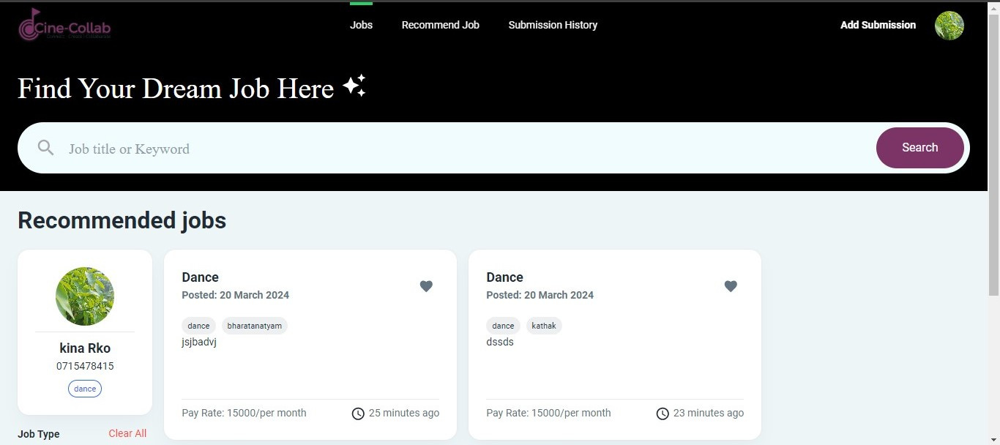 Cine-Collab
Jobs
Recommend Job
Submission History
Add Submission
Find Your Dream Job Here
Job title or Keyword
Search
Recommended jobs
kina Rko
0715478415
dance
Job Type
Clear All
Dance
Posted: 20 March 2024
dance
bharatanatyam
jsjbadvj
Pay Rate: 15000/per month
25 minutes ago
Dance
Posted: 20 March 2024
dance
kathak
dssds
Pay Rate: 15000/per month
23 minutes ago